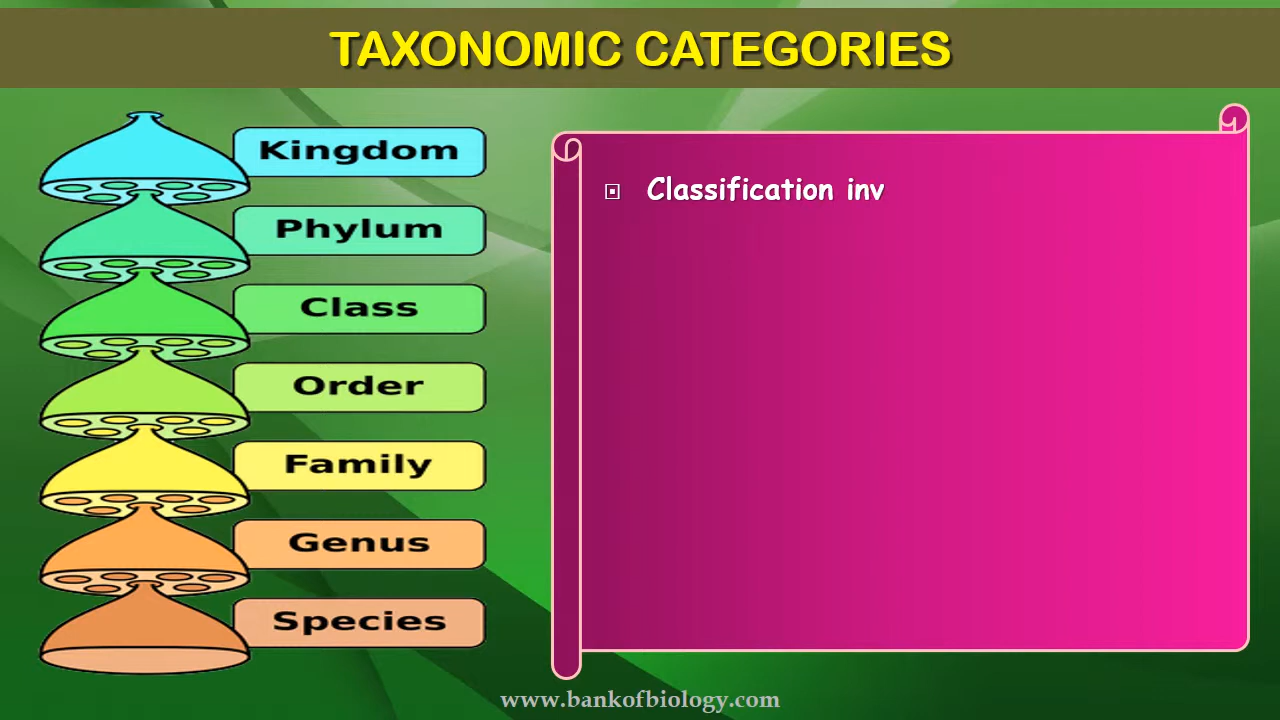 TAXONOMIC CATEGORIES
Kingdom
Phylum
Class
Order
Family
Genus
Species
Classification inv
www.bankofbiology.com